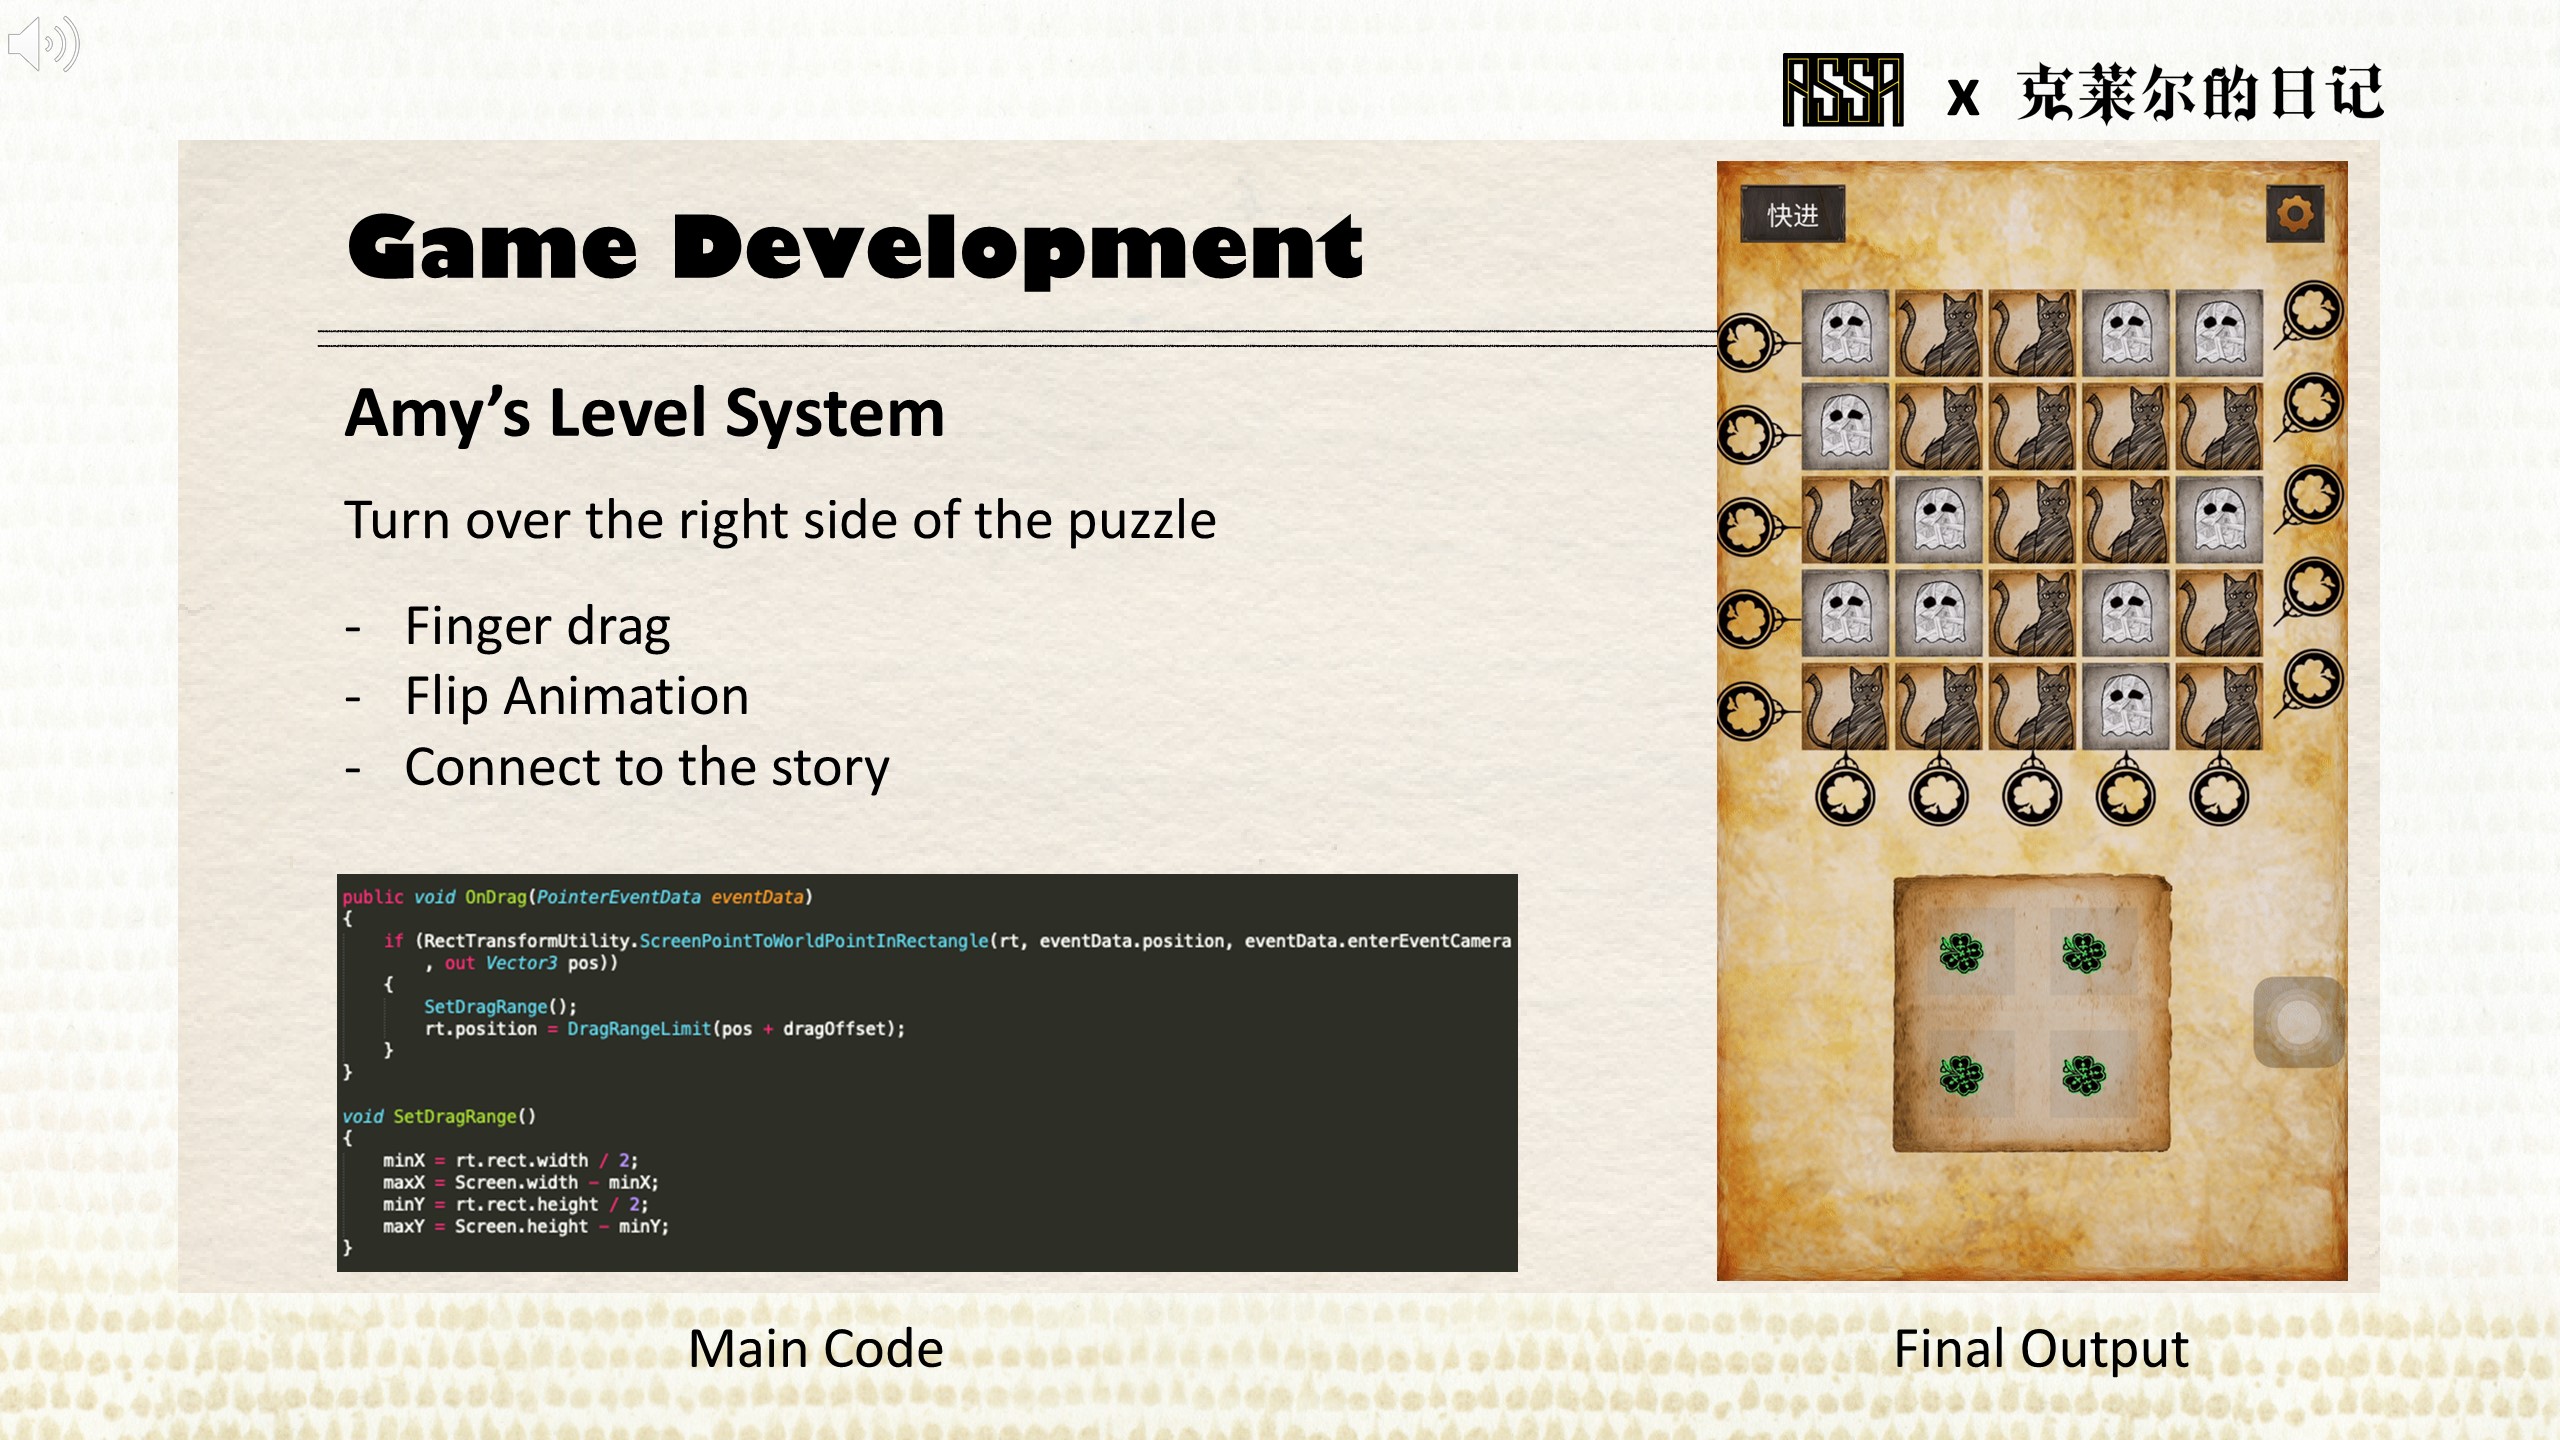 ASSA x 克莱尔的日记
Game Development
Amy’s Level System
Turn over the right side of the puzzle
- Finger drag
- Flip Animation
- Connect to the story
public void OnDrag(PointerEventData eventData)
{
if (RectTransformUtility.ScreenPointToWorldPointInRectangle(rt, eventData.position, eventData.enterEventCamera
, out Vector3 pos))
{
SetDragRange();
rt.position = DragRangeLimit(pos + dragOffset);
}
}
void SetDragRange()
{
minX = rt.rect.width / 2;
maxX = Screen.width - minX;
minY = rt.rect.height / 2;
maxY = Screen.height - minY;
}
Main Code
快进
Final Output